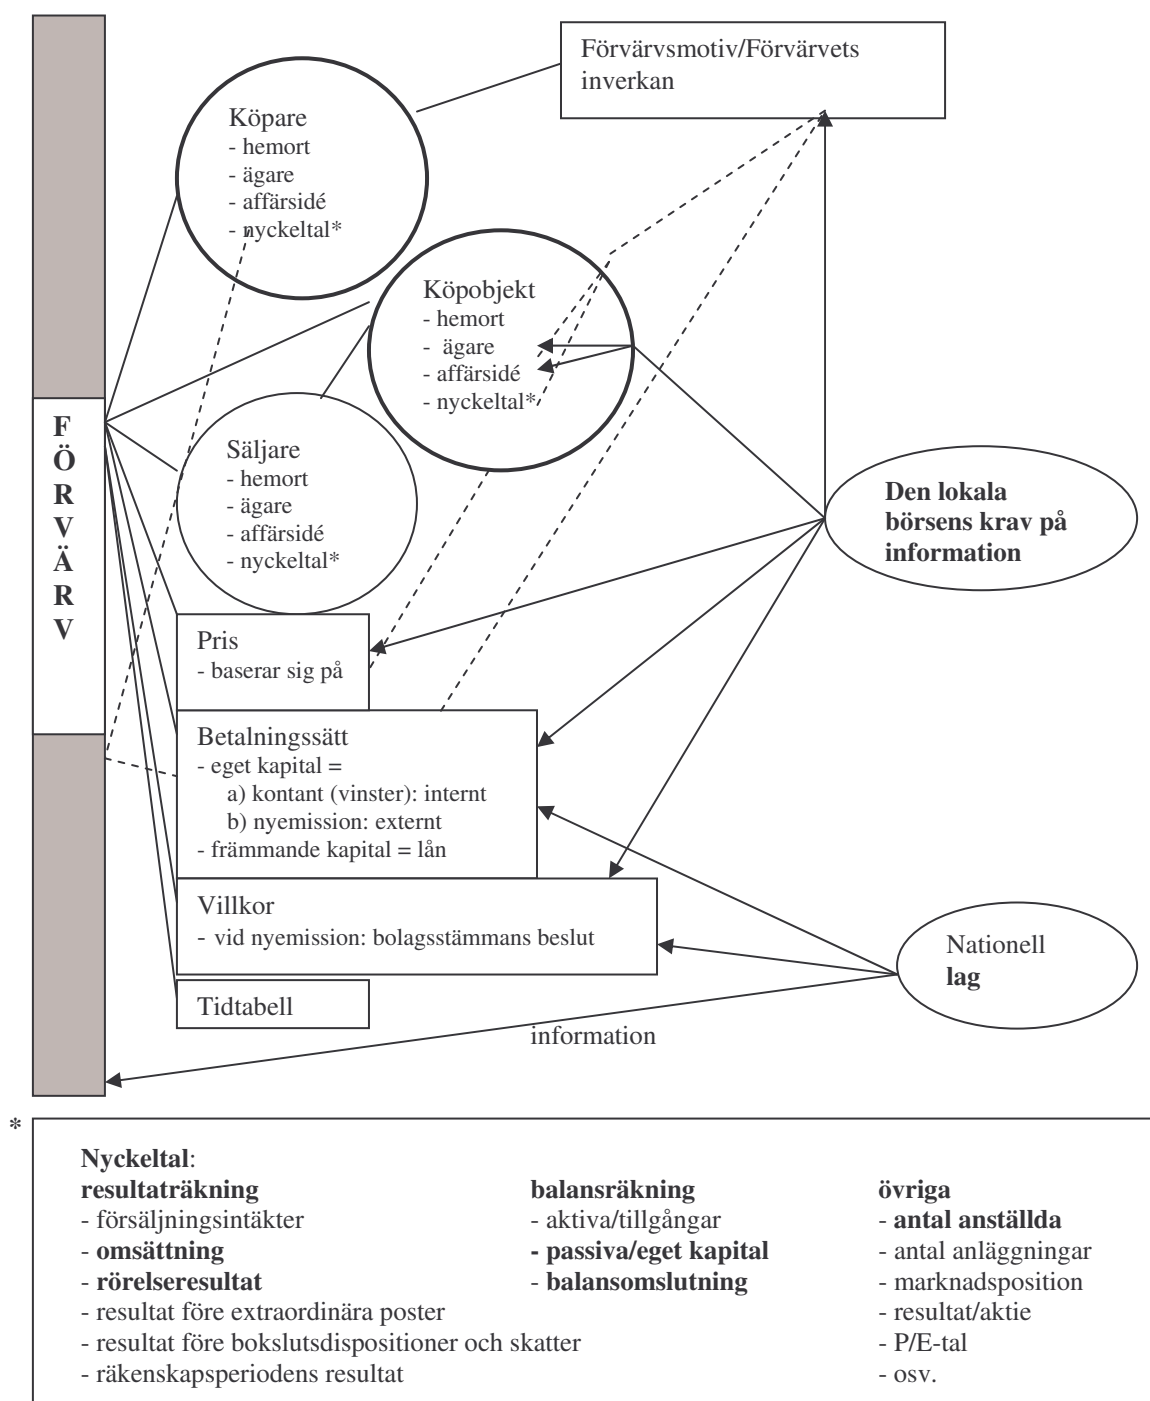 Förvärvsmotiv/Förvärvets
inverkan
Köpare
- hemort
- ägare
- affärsidé
- nyckeltal*
Köpobjekt
- hemort
- ägare
- affärsidé
- nyckeltal*
F
Ö
R
V
Ä
R
V
Säljare
- hemort
- ägare
- affärsidé
- nyckeltal*
Den lokala
börsens krav på
information
Pris
- baserar sig på
Betalningssätt
- eget kapital =
a) kontant (vinster): internt
b) nyemission: externt
- främmande kapital = lån
Villkor
- vid nyemission: bolagsstämmans beslut
Nationell
lag
Tidtabell
information
*
Nyckeltal:
resultaträkning
- försäljningsintäkter
- omsättning
- rörelseresultat
- resultat före extraordinära poster
- resultat före bokslutsdispositioner och skatter
- räkenskapsperiodens resultat
balansräkning
- aktiva/tillgångar
- passiva/eget kapital
- balansomslutning
övriga
- antal anställda
- antal anläggningar
- marknadsposition
- resultat/aktie
- P/E-tal
- osv.